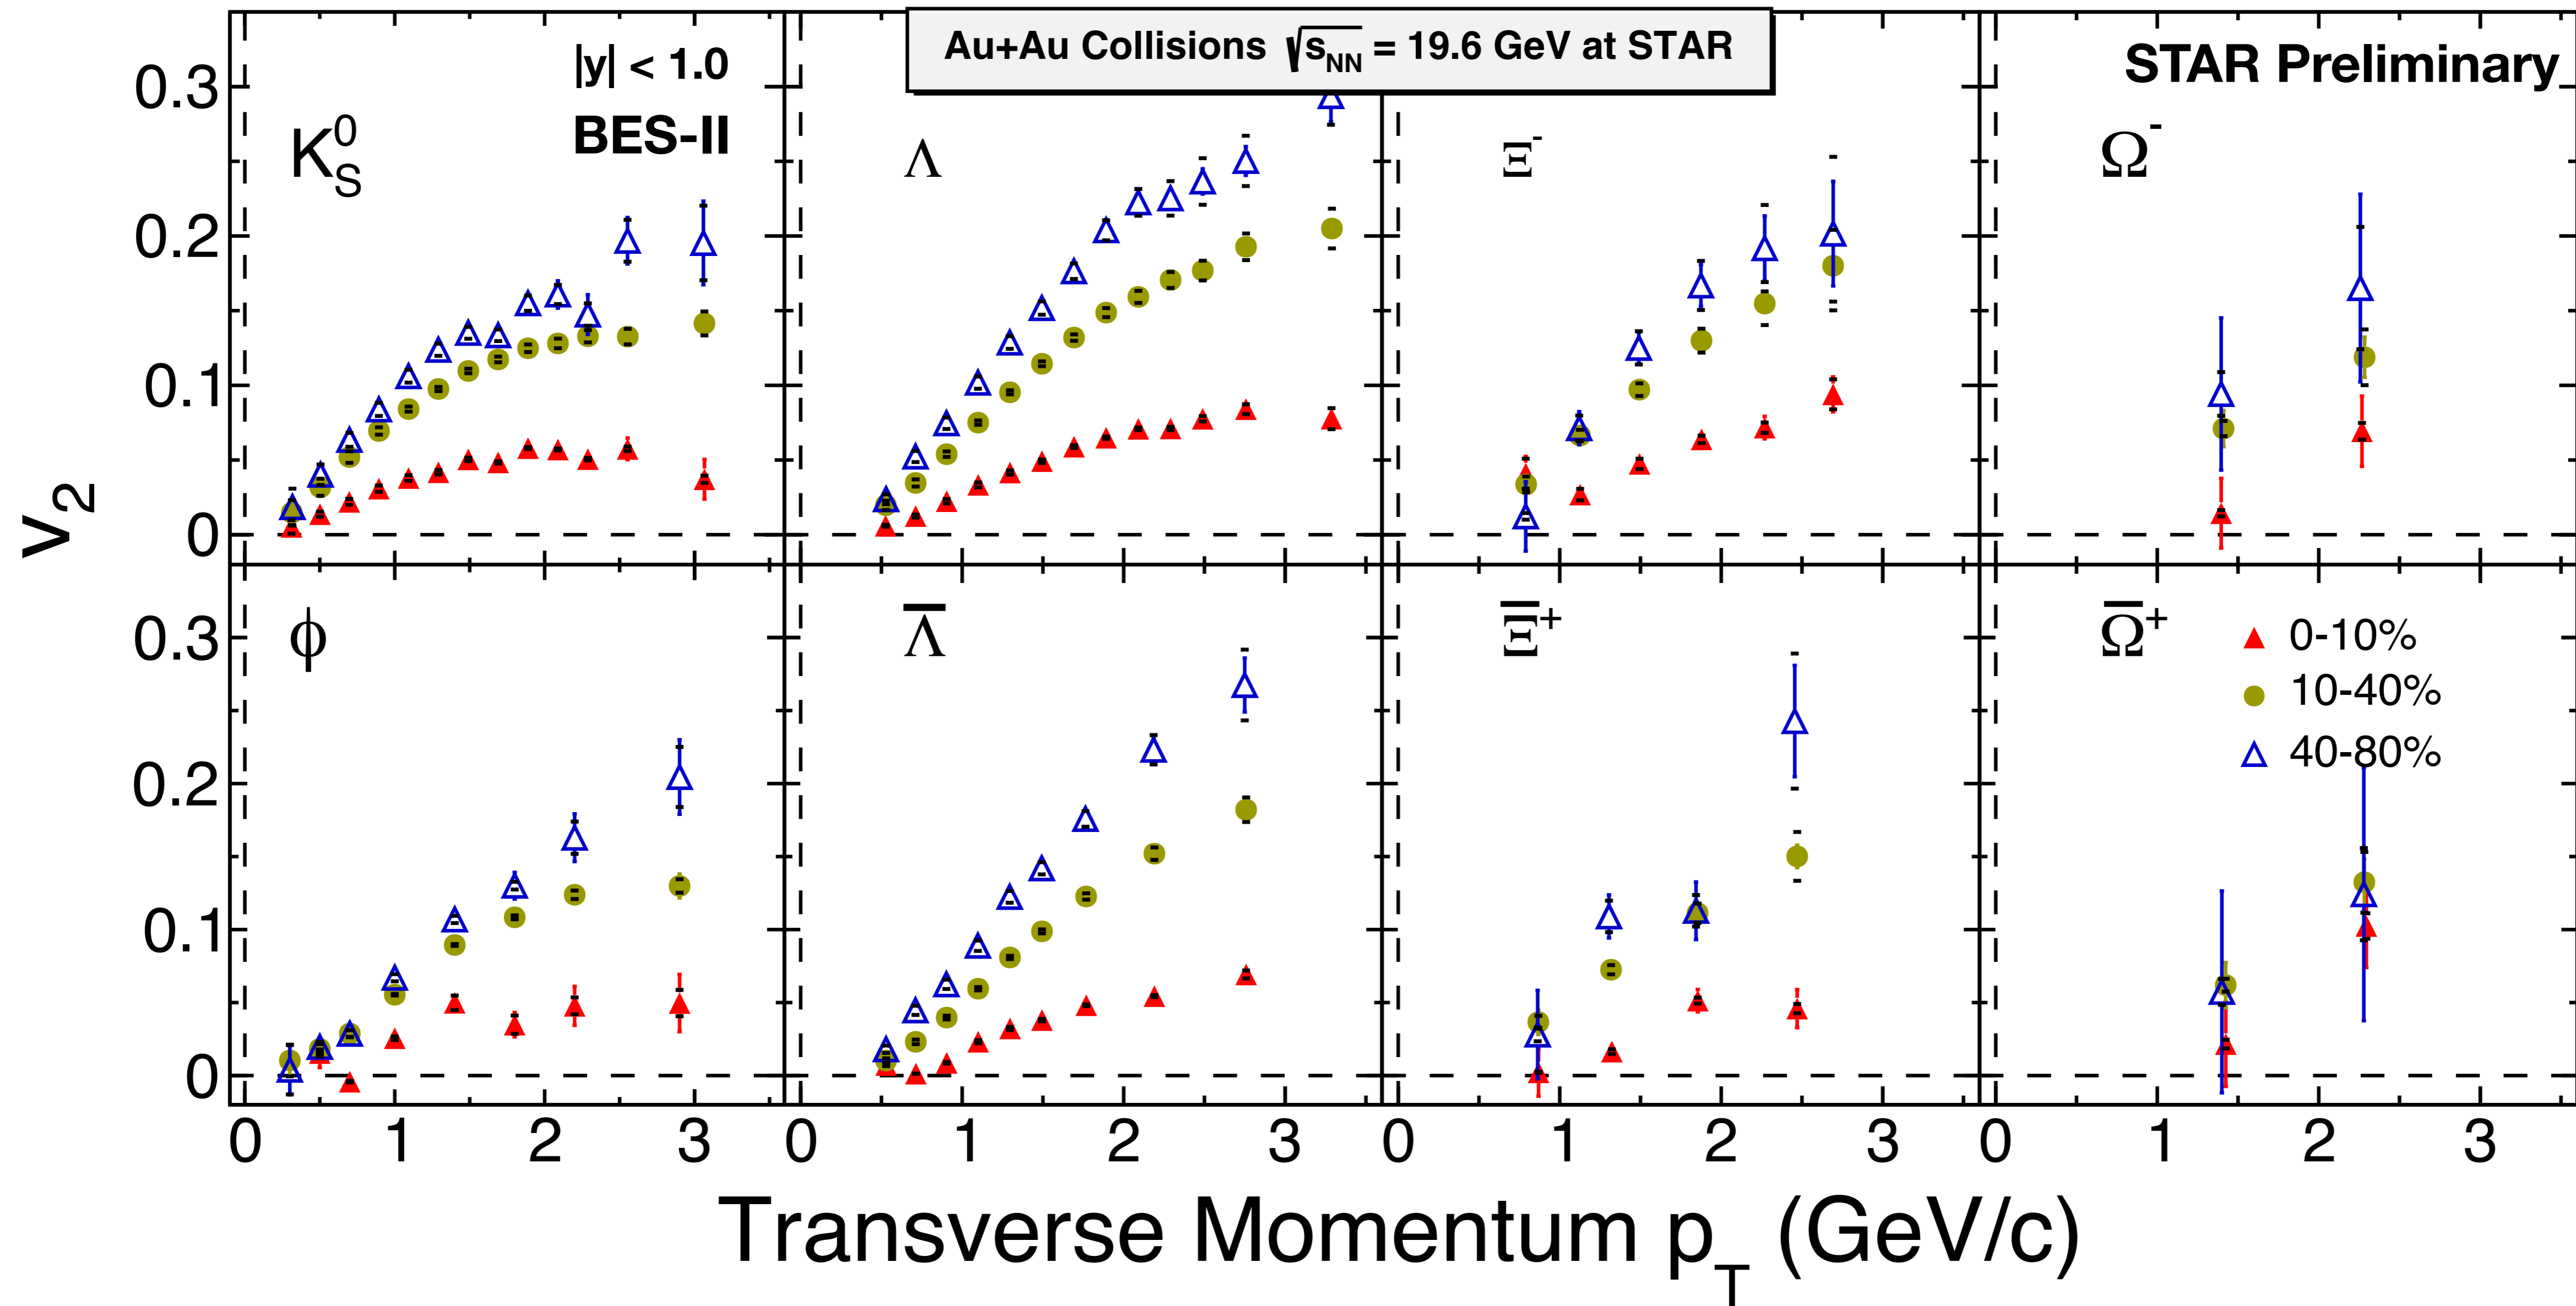 Au+Au Collisions √sNN = 19.6 GeV at STAR
|y| < 1.0
BES-II
STAR Preliminary
K0S
Λ
Ξ-
Ω-
0.3
0.2
0.1
0
v2
ϕ
Λ̅
Ξ̅+
Ω̅+
0-10%
10-40%
40-80%
0.3
0.2
0.1
0
0 1 2 3 0 1 2 3 0 1 2 3 0 1 2 3
Transverse Momentum pT (GeV/c)